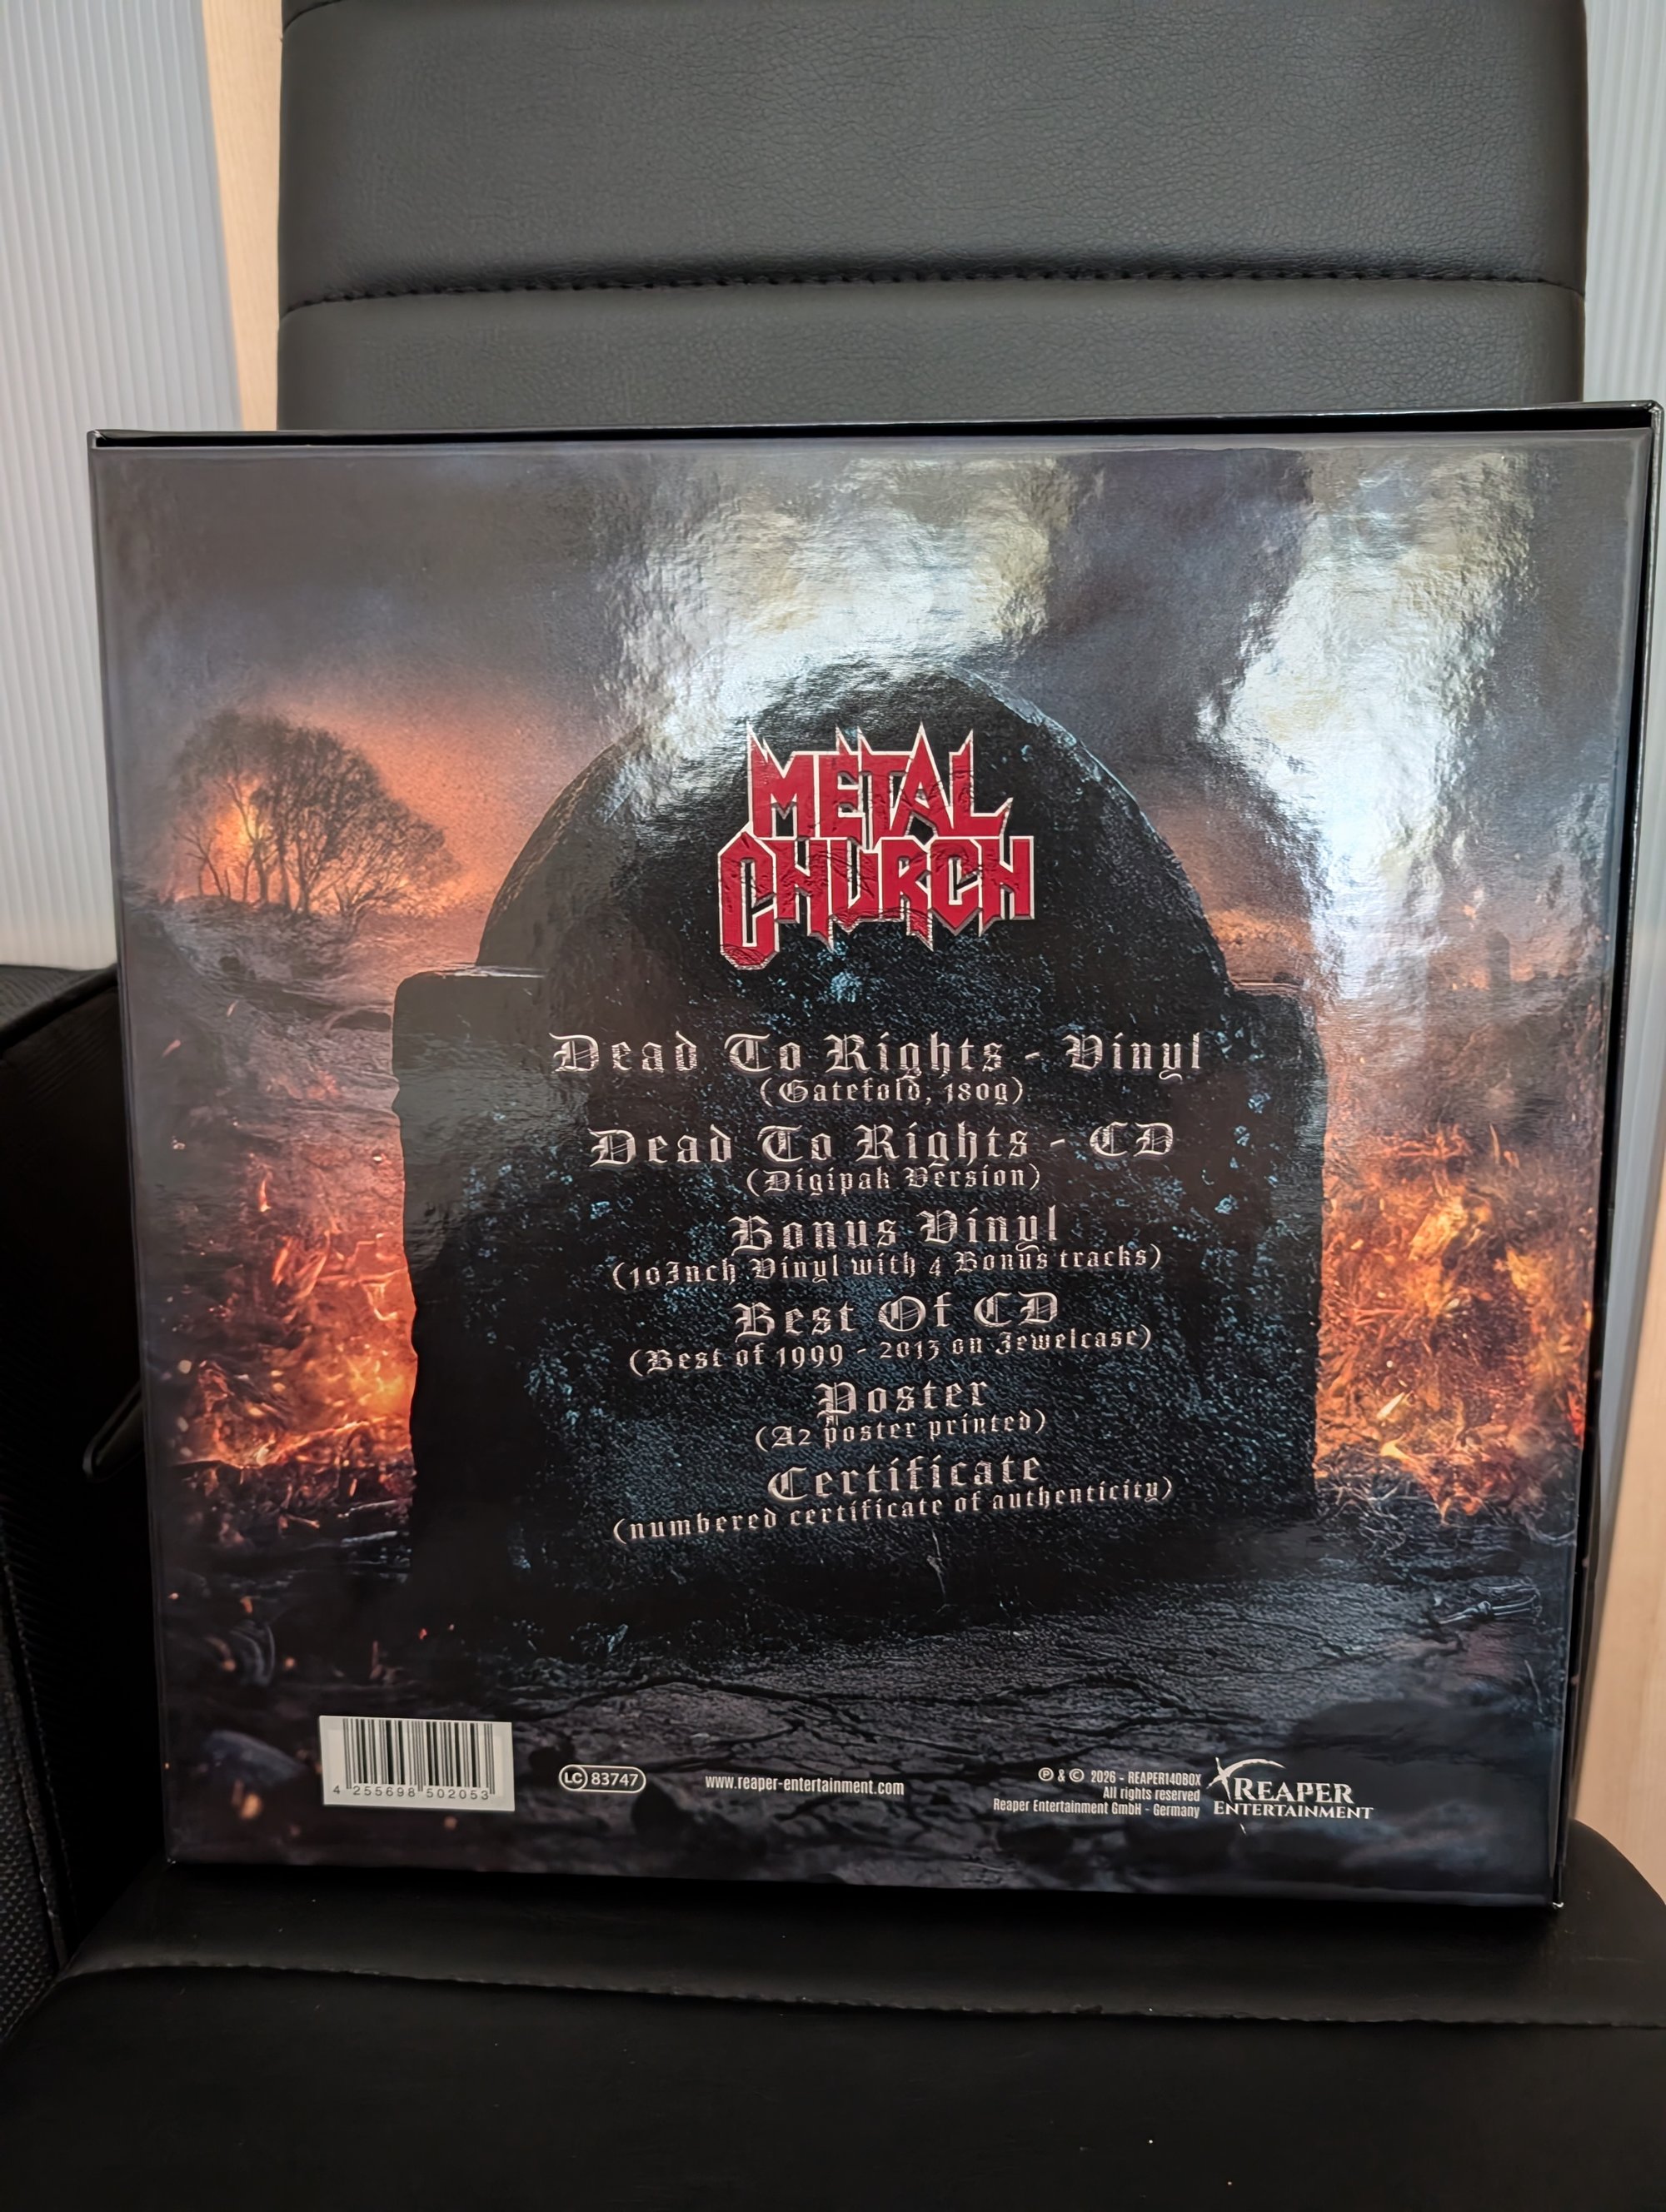 METAL
CHURCH
Dead To Rights - Vinyl
(Gatefold, 180g)
Dead To Rights - CD
(Digipak Version)
Bonus Vinyl
(10Inch Vinyl with 4 Bonus tracks)
Best Of CD
(Best of 1999 - 2013 on Jewelcase)
Poster
(A2 poster printed)
Certificate
(numbered certificate of authenticity)
4 255698 502053
LC 83747
www.reaper-entertainment.com
℗ & © 2026 - REAPER140BOX
All rights reserved
Reaper Entertainment GmbH - Germany
REAPER
ENTERTAINMENT